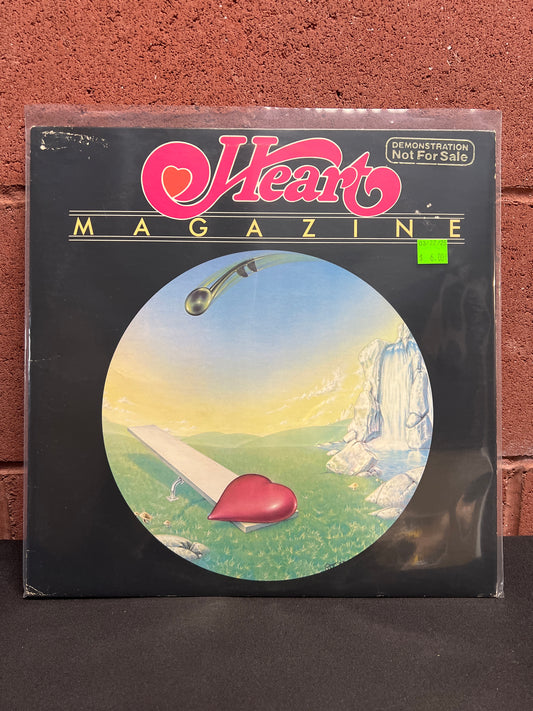 Heart
DEMONSTRATION
Not For Sale
MAGAZINE